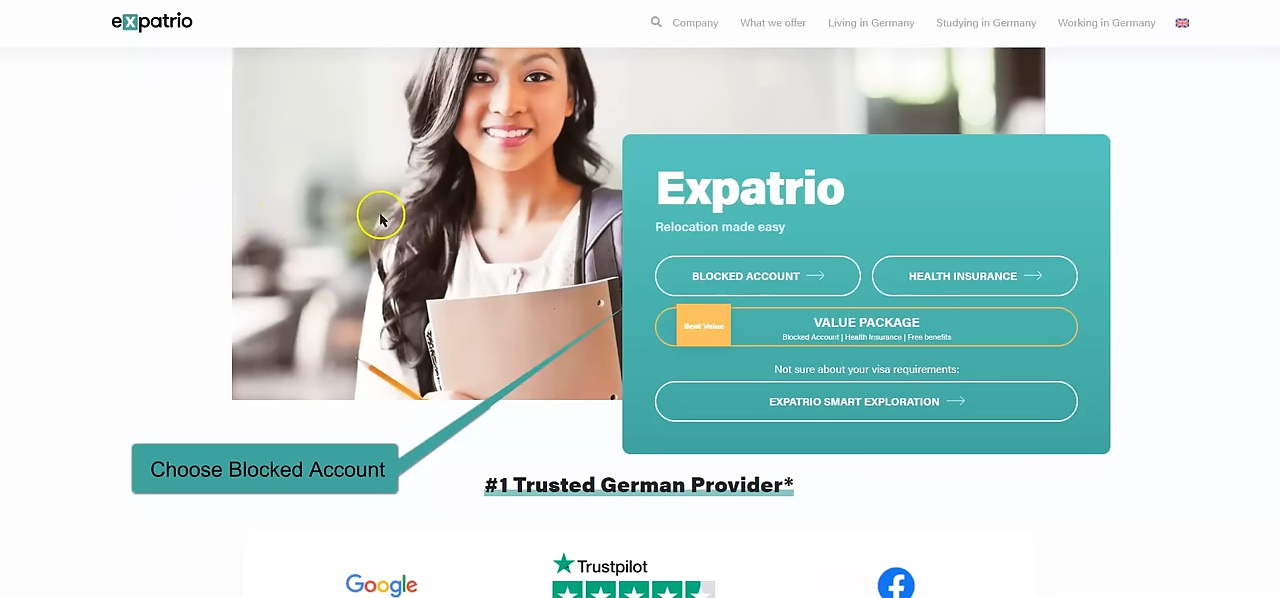 expatrio
Company What we offer Living in Germany Studying in Germany Working in Germany
Expatrio
Relocation made easy
BLOCKED ACCOUNT HEALTH INSURANCE
Best Value
VALUE PACKAGE
Blocked Account | Health Insurance | Free benefits
Not sure about your visa requirements:
EXPATRIO SMART EXPLORATION
Choose Blocked Account
#1 Trusted German Provider*
Google
Trustpilot